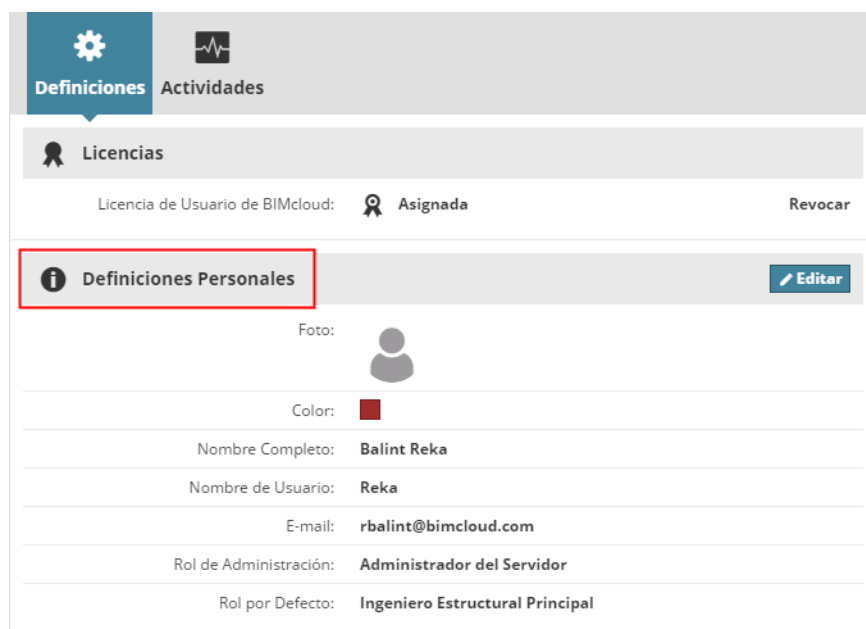 Definiciones Actividades
Licencias
Licencia de Usuario de BIMcloud: Asignada Revocar
Definiciones Personales Editar
Foto:
Color:
Nombre Completo: Balint Reka
Nombre de Usuario: Reka
E-mail: rbalint@bimcloud.com
Rol de Administración: Administrador del Servidor
Rol por Defecto: Ingeniero Estructural Principal